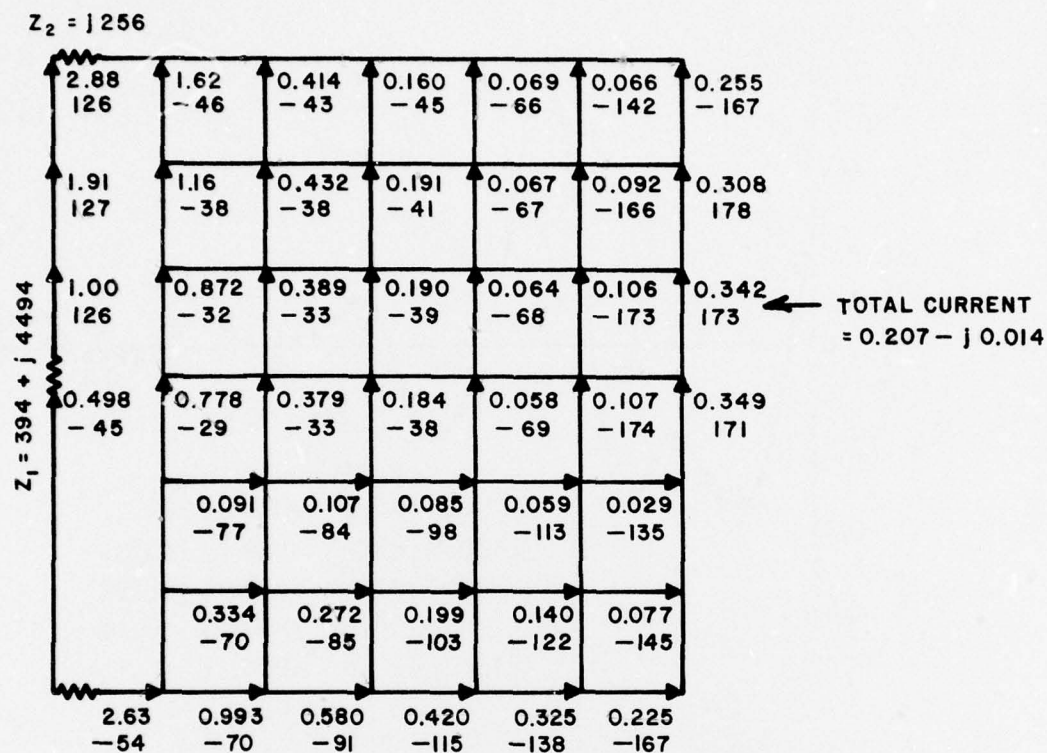 Z2 = j 256
2.88 1.62 0.414 0.160 0.069 0.066 0.255
126 -46 -43 -45 -66 -142 -167
1.91 1.16 0.432 0.191 0.067 0.092 0.308
127 -38 -38 -41 -67 -166 178
1.00 0.872 0.389 0.190 0.064 0.106 0.342
126 -32 -33 -39 -68 -173 173
TOTAL CURRENT
= 0.207 - j 0.014
Z1 = 394 + j 4494
0.498 0.778 0.379 0.184 0.058 0.107 0.349
-45 -29 -33 -38 -69 -174 171
0.091 0.107 0.085 0.059 0.029
-77 -84 -98 -113 -135
0.334 0.272 0.199 0.140 0.077
-70 -85 -103 -122 -145
2.63 0.993 0.580 0.420 0.325 0.225
-54 -70 -91 -115 -138 -167